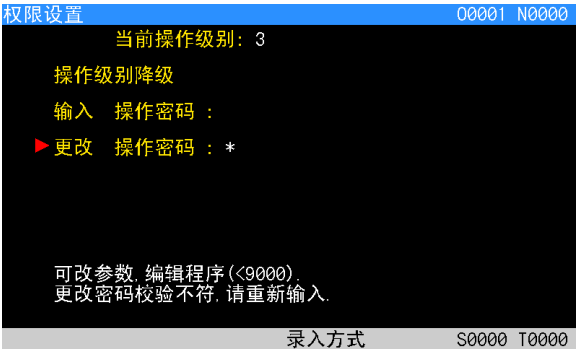 权限设置 O0001 N0000
当前操作级别: 3
操作级别降级
输入 操作密码 :
更改 操作密码 : *
可改参数,编辑程序(<9000).
更改密码校验不符,请重新输入.
录入方式 S0000 T0000